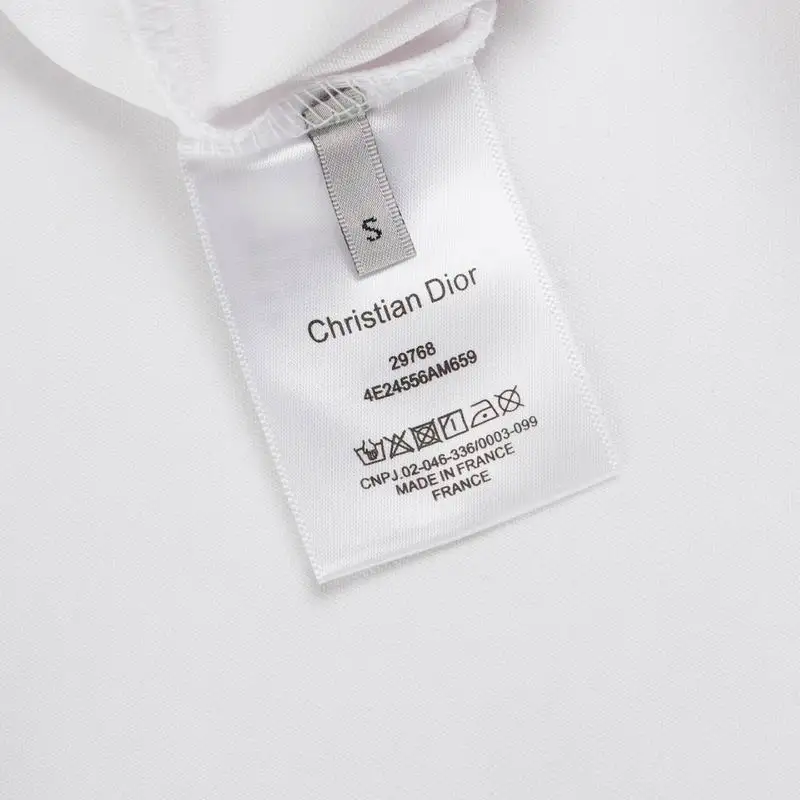 S
Christian Dior
29768
4E24556AM659
CNPJ.02-046-336/0003-099
MADE IN FRANCE
FRANCE